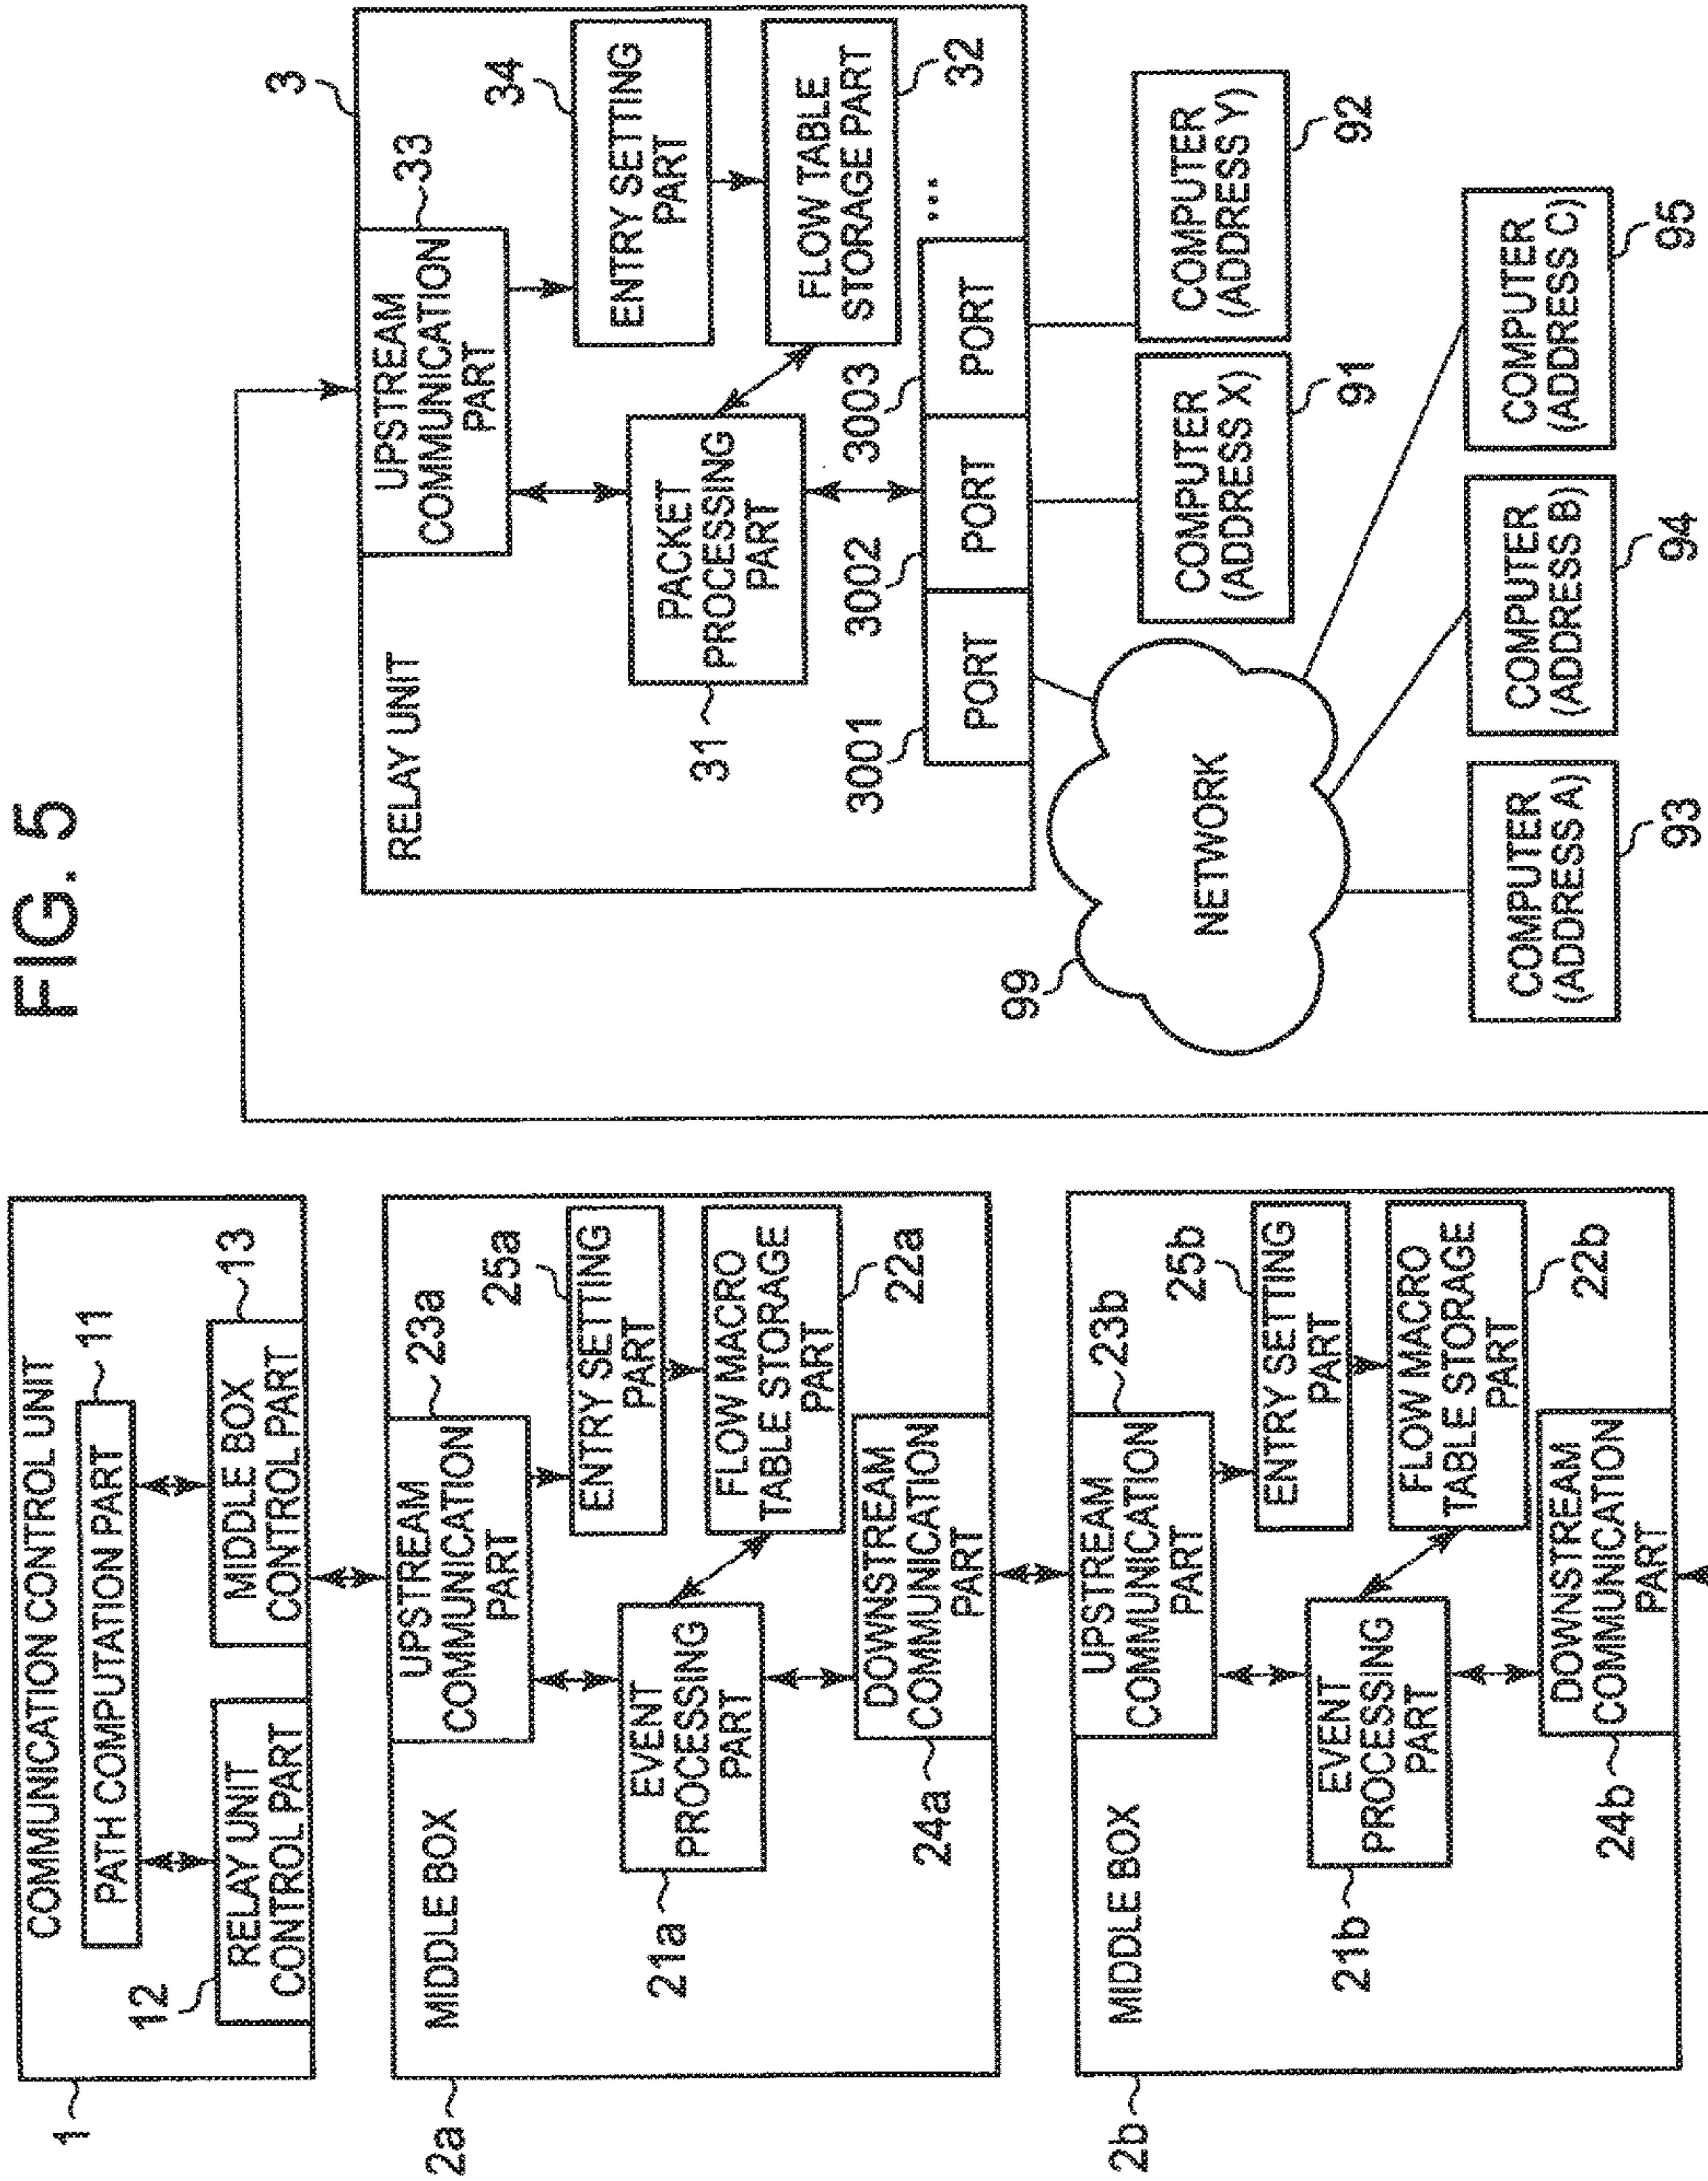 FIG. 5
COMMUNICATION CONTROL UNIT
1
PATH COMPUTATION PART
11
12
RELAY UNIT
CONTROL PART
MIDDLE BOX
CONTROL PART
13
2a
MIDDLE BOX
UPSTREAM
COMMUNICATION
PART
23a
25a
ENTRY SETTING
PART
FLOW MACRO
TABLE STORAGE
PART
22a
EVENT
PROCESSING
PART
21a
DOWNSTREAM
COMMUNICATION
PART
24a
2b
MIDDLE BOX
UPSTREAM
COMMUNICATION
PART
23b
25b
ENTRY SETTING
PART
FLOW MACRO
TABLE STORAGE
PART
22b
EVENT
PROCESSING
PART
21b
DOWNSTREAM
COMMUNICATION
PART
24b
3
RELAY UNIT
UPSTREAM
COMMUNICATION
PART
33
34
ENTRY SETTING
PART
FLOW TABLE
STORAGE PART
32
PACKET
PROCESSING
PART
31
3001
3002
3003
PORT
PORT
PORT
...
99
NETWORK
COMPUTER
(ADDRESS X)
91
COMPUTER
(ADDRESS Y)
92
COMPUTER
(ADDRESS A)
93
COMPUTER
(ADDRESS B)
94
COMPUTER
(ADDRESS C)
95